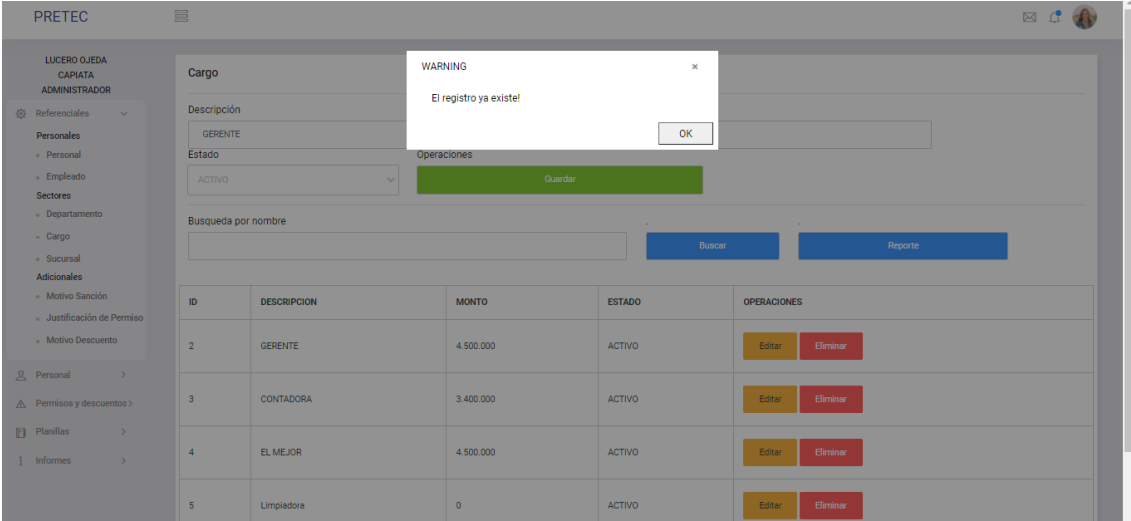 PRETEC
LUCERO OJEDA
CAPIATA
ADMINISTRADOR
Referenciales
Personales
Personal
Empleado
Sectores
Departamento
Cargo
Sucursal
Adicionales
Motivo Sanción
Justificación de Permiso
Motivo Descuento
Personal
Permisos y descuentos
Planillas
Informes
WARNING ×
El registro ya existe!
OK
Cargo
Descripción
GERENTE
Estado Operaciones
ACTIVO Guardar
Busqueda por nombre . .
Buscar Reporte
ID DESCRIPCION MONTO ESTADO OPERACIONES
2 GERENTE 4.500.000 ACTIVO Editar Eliminar
3 CONTADORA 3.400.000 ACTIVO Editar Eliminar
4 EL MEJOR 4.500.000 ACTIVO Editar Eliminar
5 Limpiadora 0 ACTIVO Editar Eliminar